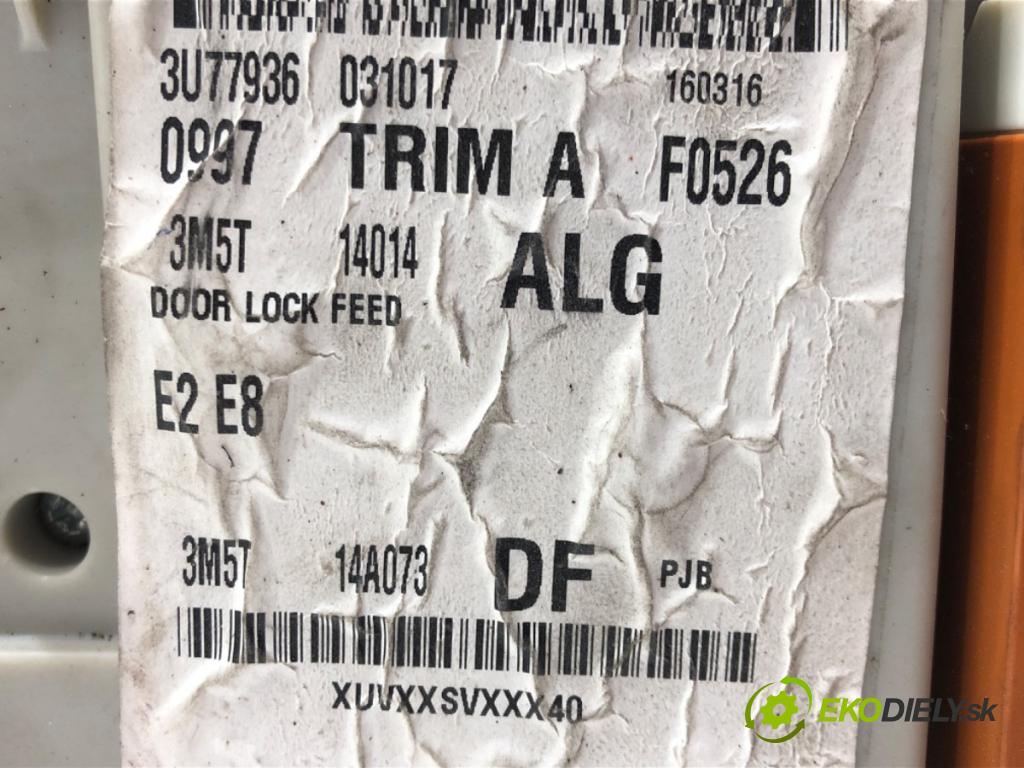 3U77936 031017 160316
0997 TRIM A F0526
3M5T 14014 ALG
DOOR LOCK FEED
E2 E8
3M5T 14A073 DF PJB
XUVXXSVXXX40
EKODIELY.sk